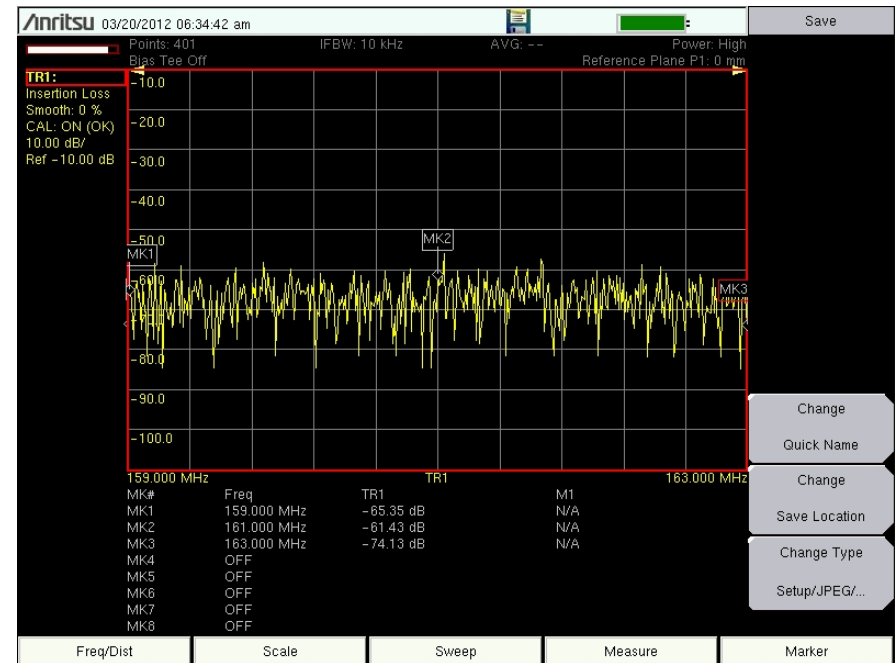 Anritsu 03/20/2012 06:34:42 am
Save
Points: 401 IFBW: 10 kHz AVG: -- Power: High
Bias Tee Off Reference Plane P1: 0 mm
TR1:
Insertion Loss
Smooth: 0 %
CAL: ON (OK)
10.00 dB/
Ref -10.00 dB
-10.0
-20.0
-30.0
-40.0
-50.0
MK1
MK2
MK3
-80.0
-90.0
-100.0
159.000 MHz TR1 163.000 MHz
MK# Freq TR1 M1
MK1 159.000 MHz -65.35 dB N/A
MK2 161.000 MHz -61.43 dB N/A
MK3 163.000 MHz -74.13 dB N/A
MK4 OFF
MK5 OFF
MK6 OFF
MK7 OFF
MK8 OFF
Change
Quick Name
Change
Save Location
Change Type
Setup/JPEG/...
Freq/Dist Scale Sweep Measure Marker